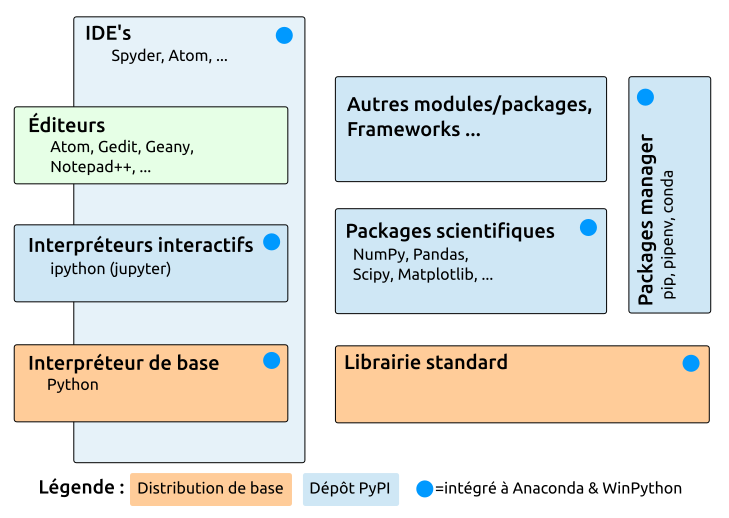 IDE's
Spyder, Atom, ...
Éditeurs
Atom, Gedit, Geany,
Notepad++, ...
Interpréteurs interactifs
ipython (jupyter)
Interpréteur de base
Python
Autres modules/packages,
Frameworks ...
Packages scientifiques
NumPy, Pandas,
Scipy, Matplotlib, ...
Packages manager
pip, pipenv, conda
Librairie standard
Légende :
Distribution de base
Dépôt PyPI
=intégré à Anaconda & WinPython